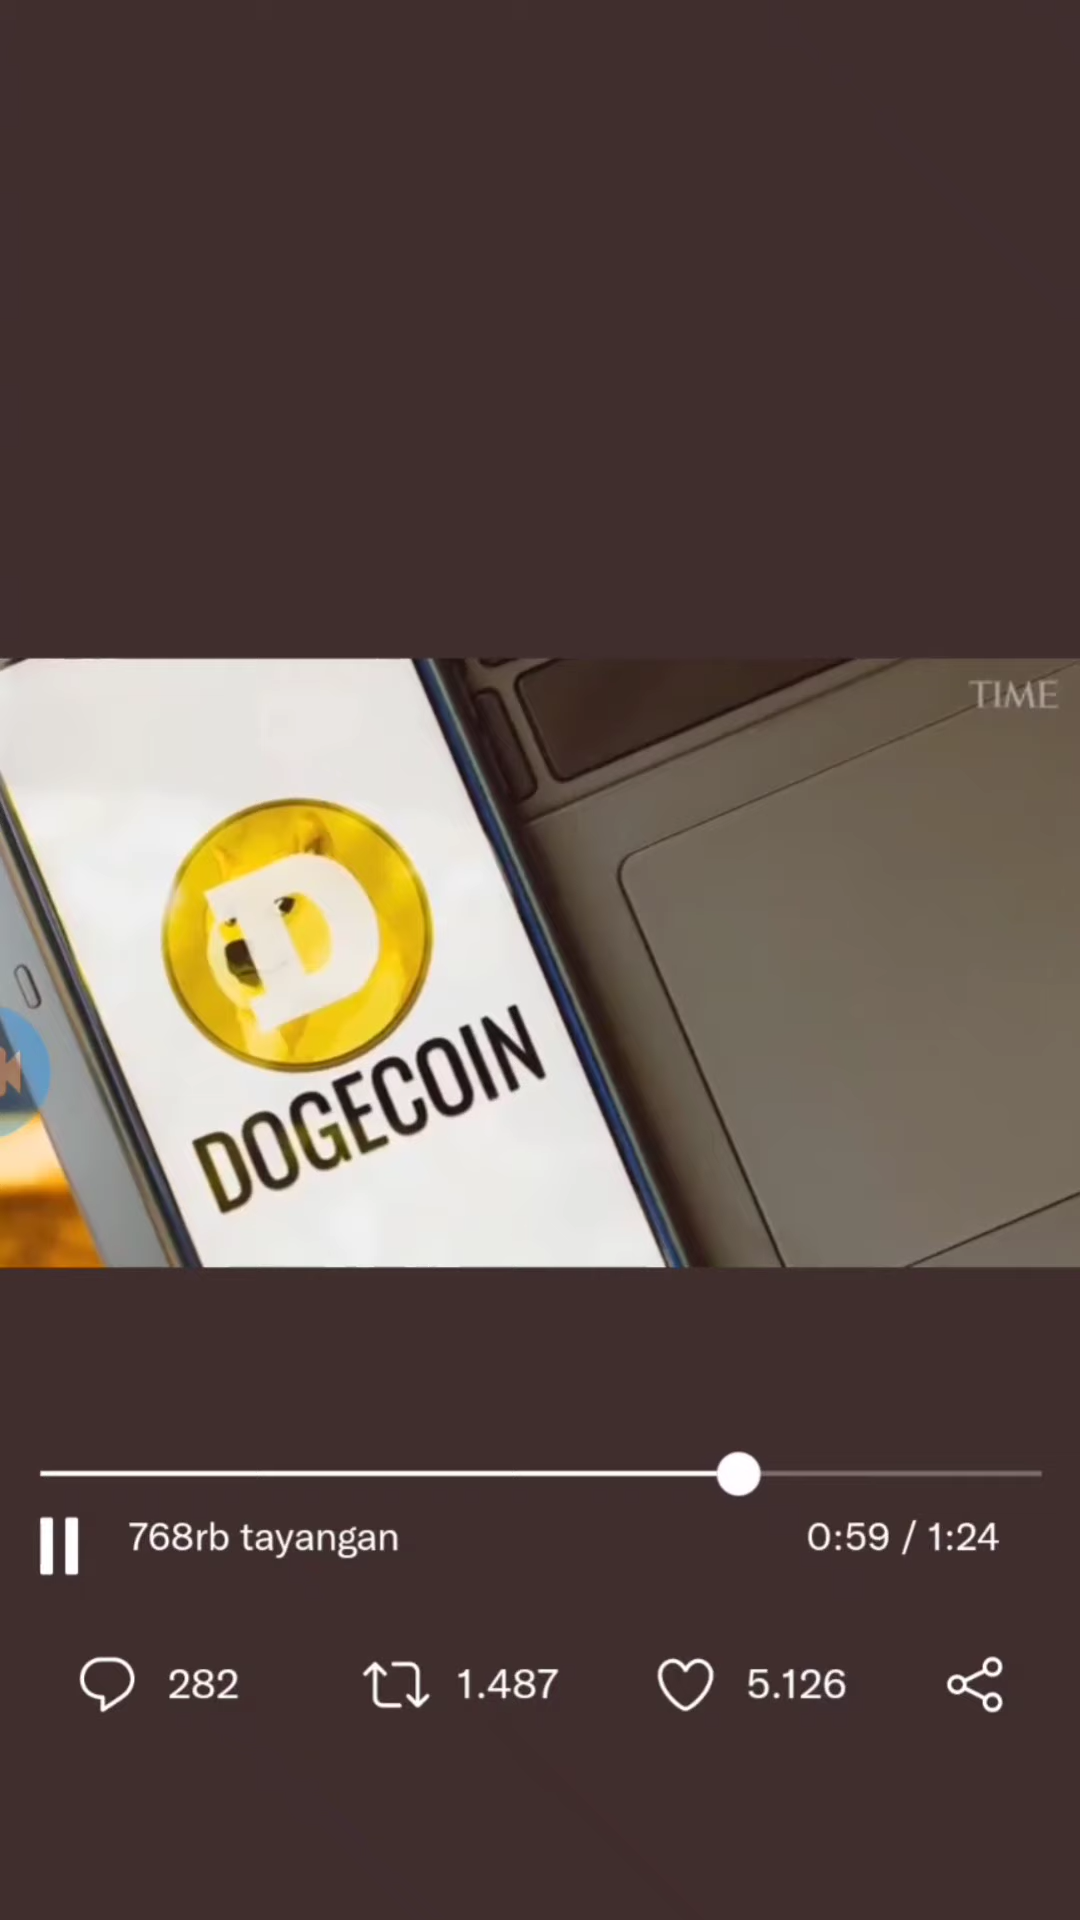 TIME
D
DOGECOIN
768rb tayangan
0:59 / 1:24
282
1.487
5.126